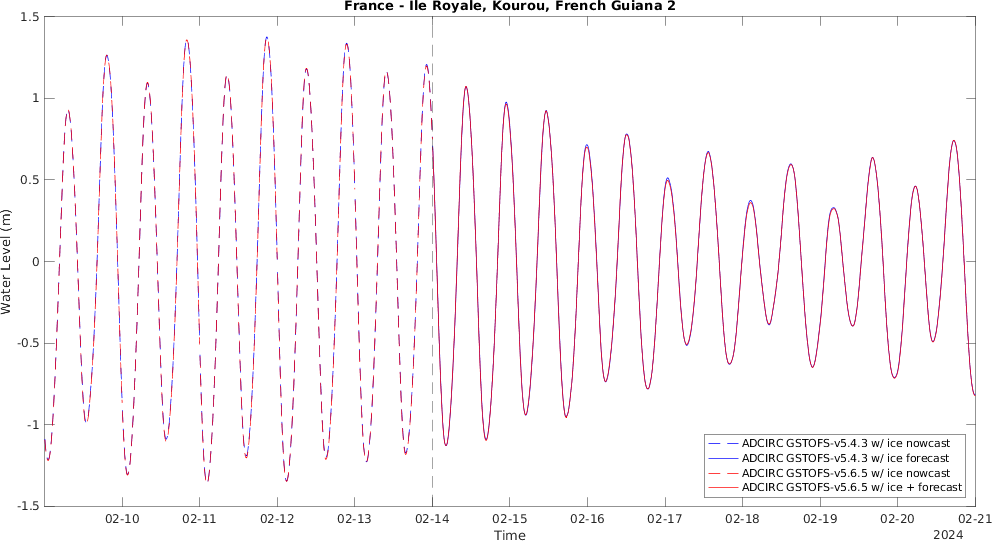 France - Ile Royale, Kourou, French Guiana 2
1.5
1
0.5
0
-0.5
-1
-1.5
Water Level (m)
02-10 02-11 02-12 02-13 02-14 02-15 02-16 02-17 02-18 02-19 02-20 02-21
Time
2024
ADCIRC GSTOFS-v5.4.3 w/ ice nowcast
ADCIRC GSTOFS-v5.4.3 w/ ice forecast
ADCIRC GSTOFS-v5.6.5 w/ ice nowcast
ADCIRC GSTOFS-v5.6.5 w/ ice + forecast